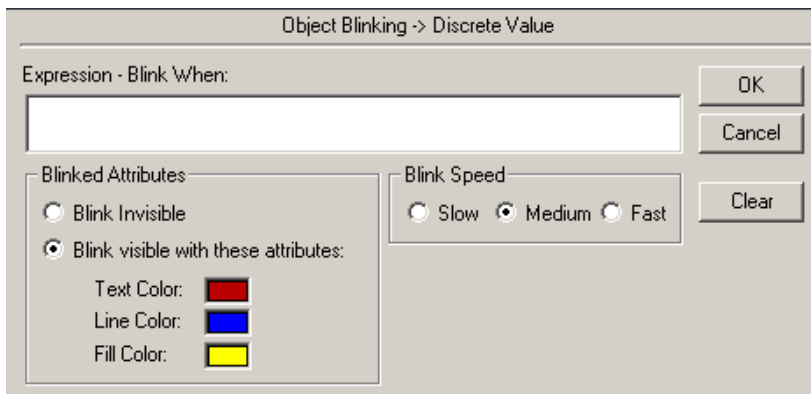 Object Blinking -> Discrete Value
Expression - Blink When:
OK
Cancel
Clear
Blinked Attributes
Blink Invisible
Blink visible with these attributes:
Text Color:
Line Color:
Fill Color:
Blink Speed
Slow Medium Fast